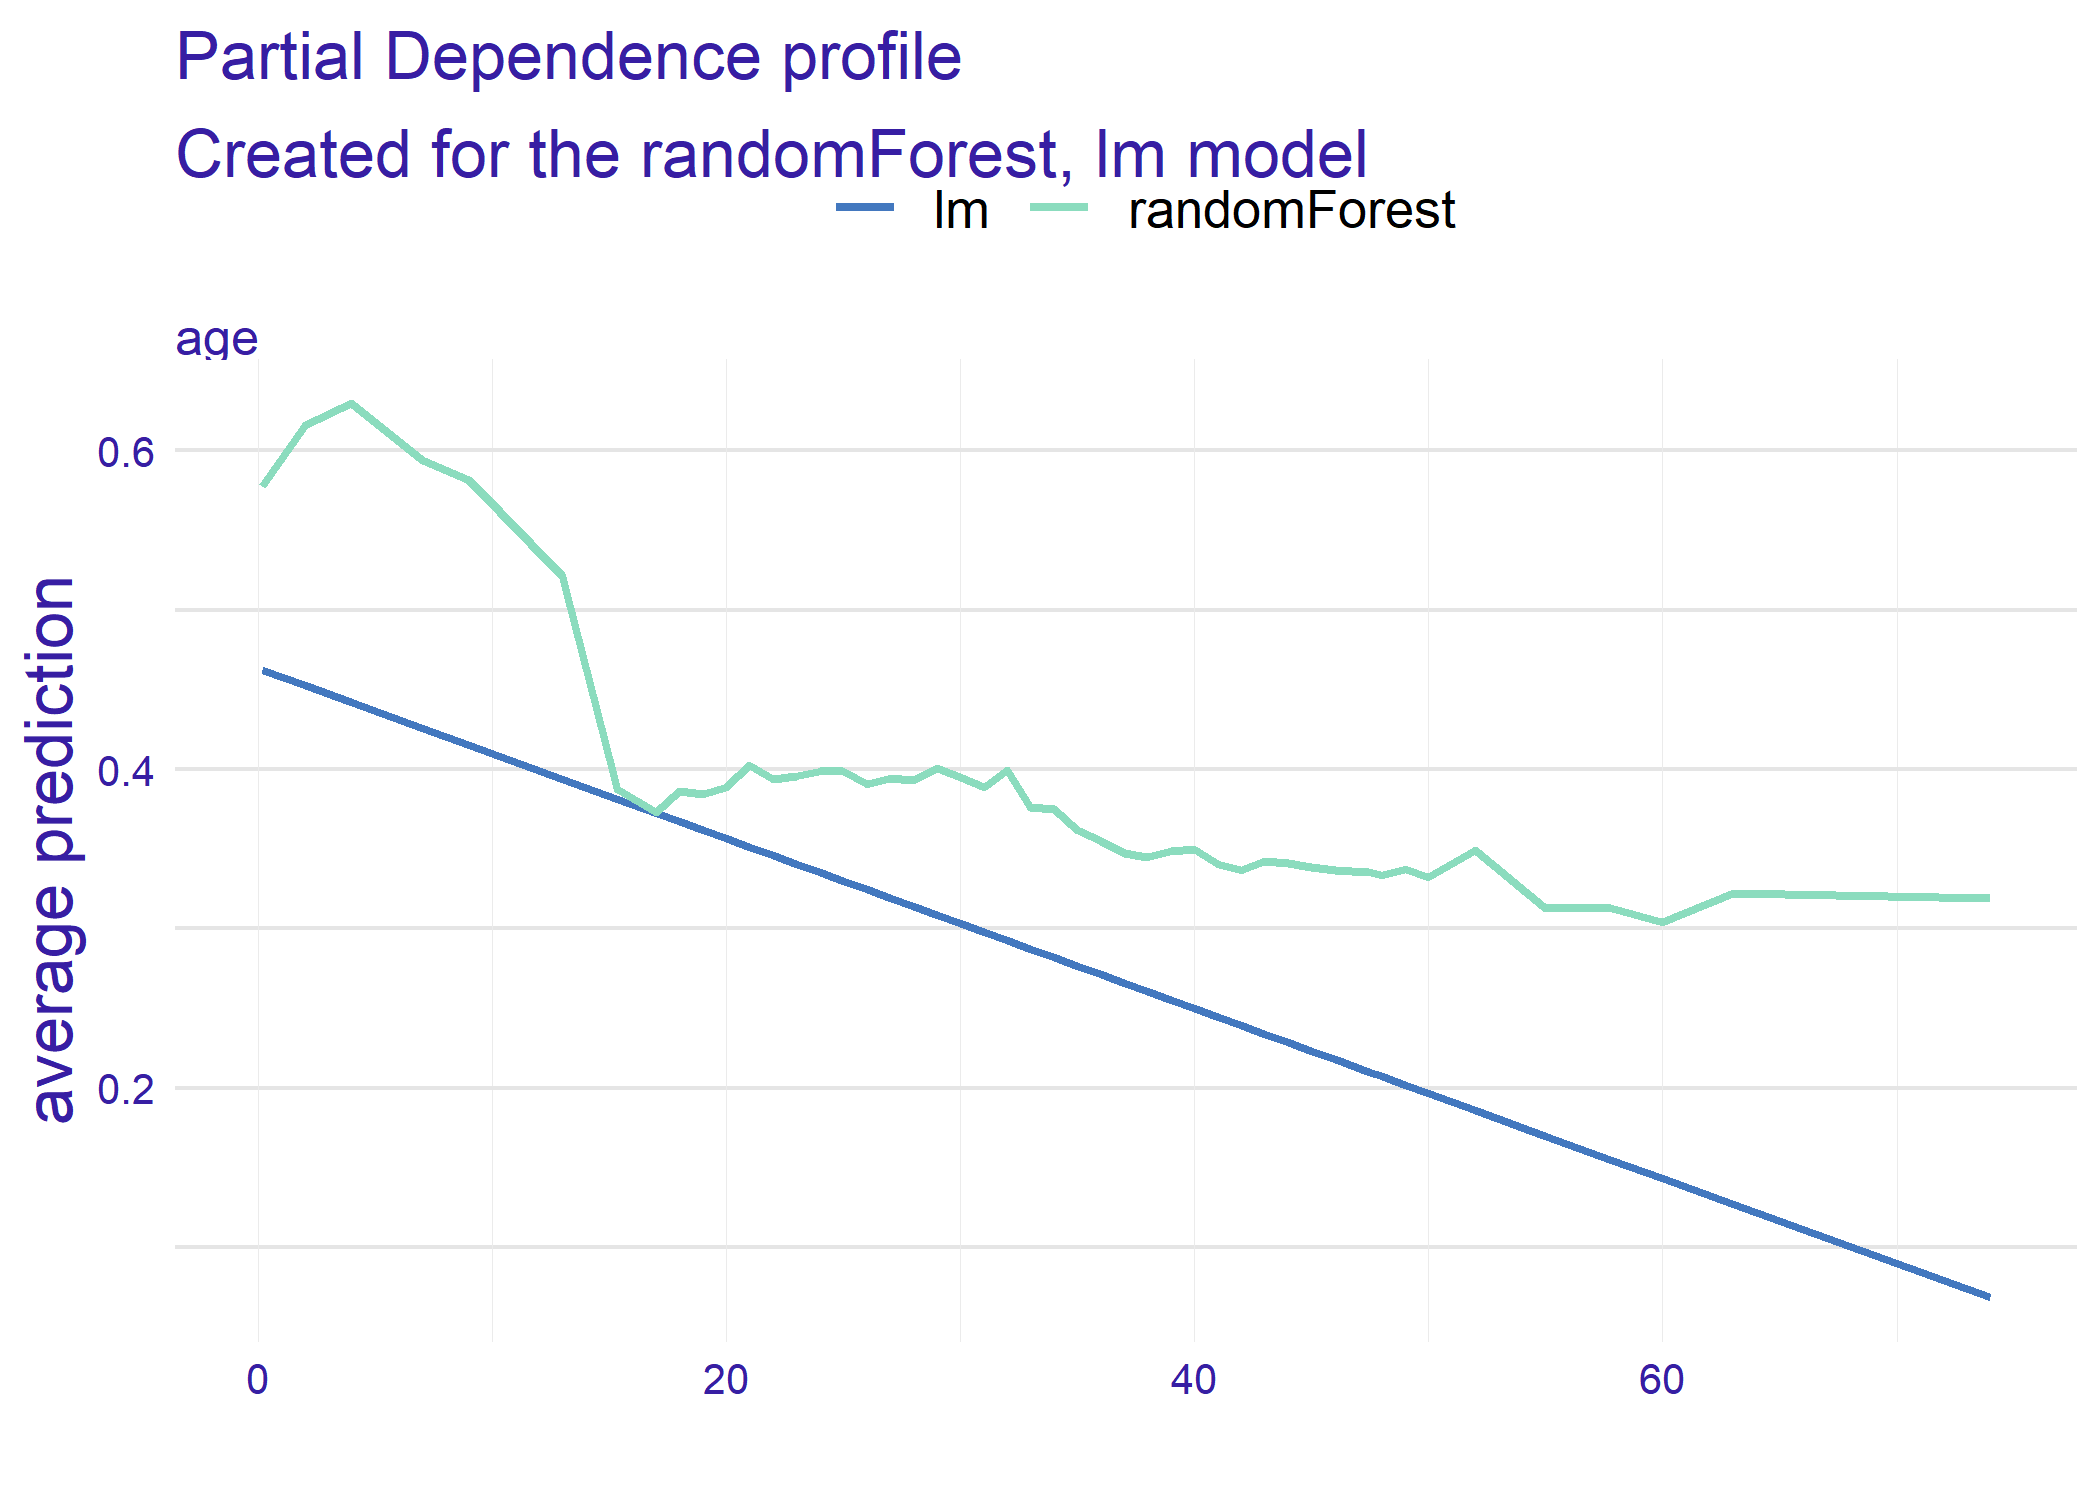 Partial Dependence profile
Created for the randomForest, lm model
lm randomForest
age
average prediction
0.6
0.4
0.2
0 20 40 60